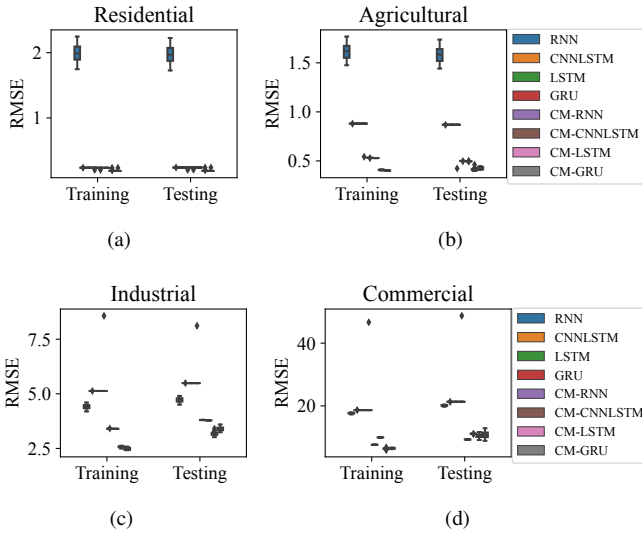 Residential
RMSE
2
1
Training
Testing
(a)
Agricultural
RMSE
1.5
1.0
0.5
Training
Testing
(b)
RNN
CNNLSTM
LSTM
GRU
CM-RNN
CM-CNNLSTM
CM-LSTM
CM-GRU
Industrial
RMSE
7.5
5.0
2.5
Training
Testing
(c)
Commercial
RMSE
40
20
Training
Testing
(d)
RNN
CNNLSTM
LSTM
GRU
CM-RNN
CM-CNNLSTM
CM-LSTM
CM-GRU